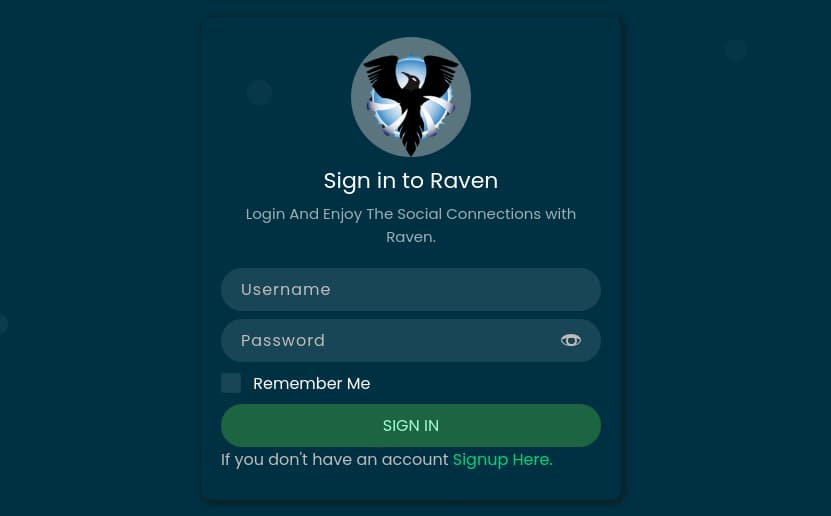 Sign in to Raven
Login And Enjoy The Social Connections with
Raven.
Username
Password
Remember Me
SIGN IN
If you don't have an account Signup Here.